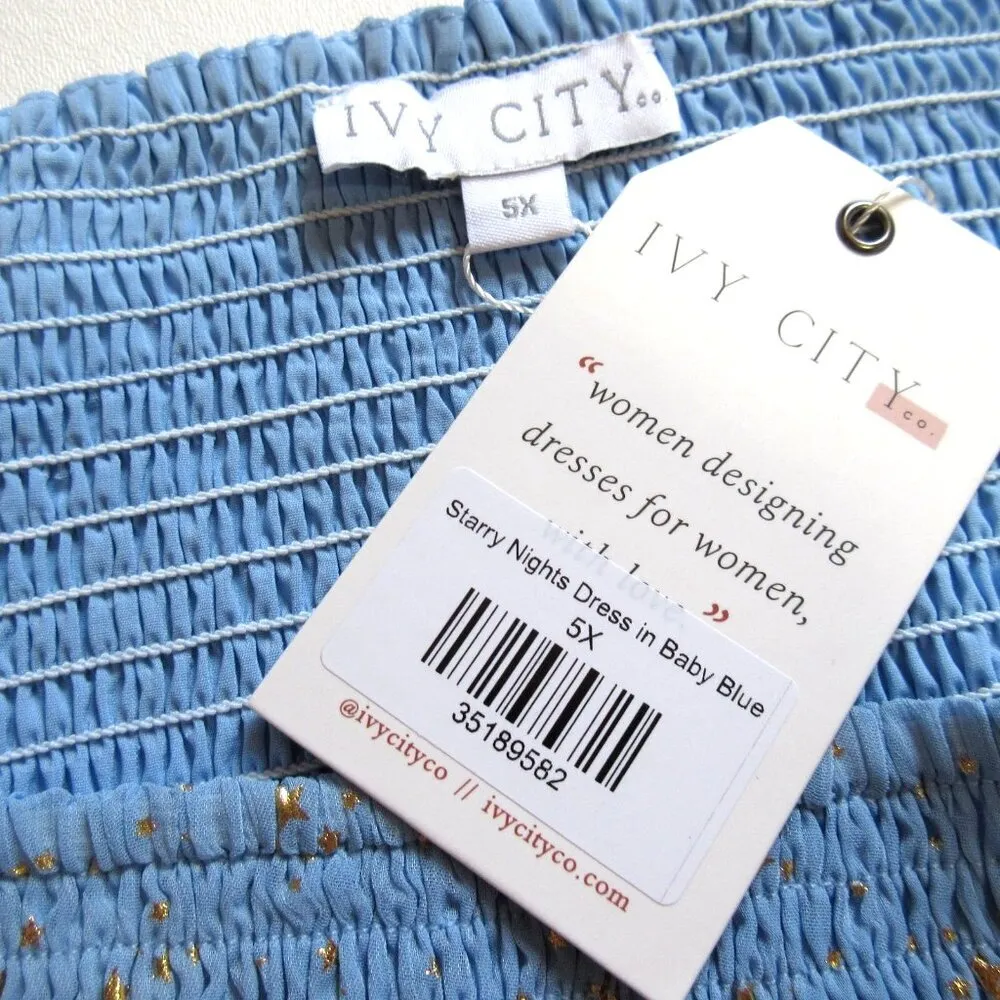 IVY CITY co
5X
IVY CITY co.
“women designing
dresses for women,
with love.”
Starry Nights Dress in Baby Blue
5X
35189582
@ivycityco // ivycityco.com